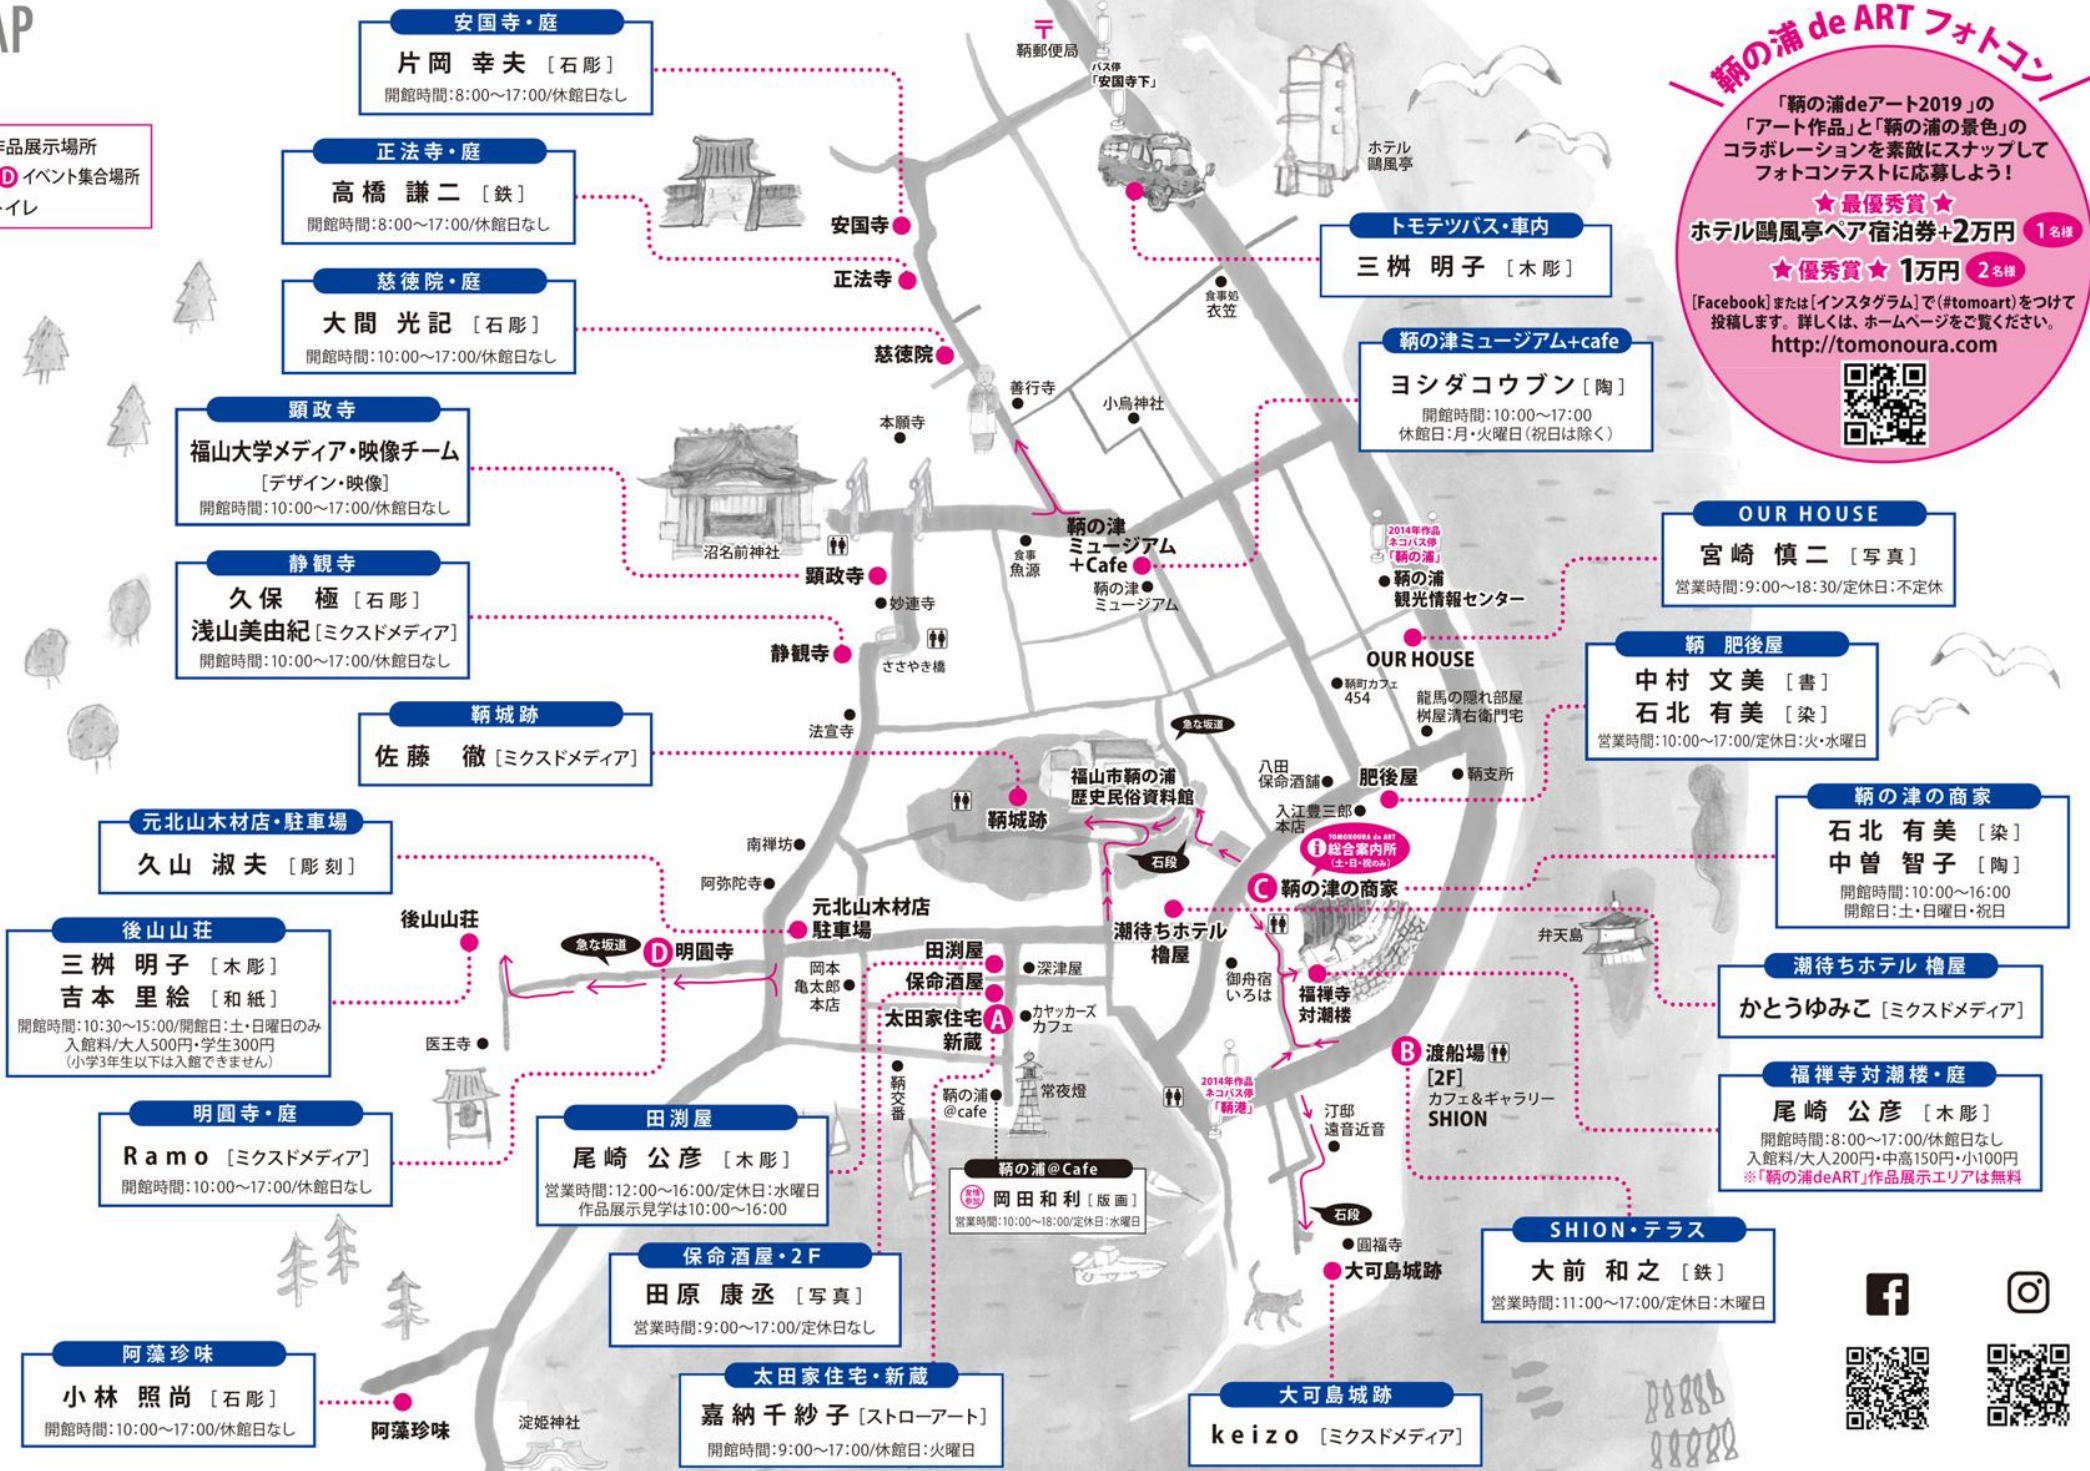 AP
作品展示場所
D イベント集合場所
トイレ
安国寺・庭
片岡 幸夫 [石彫]
開館時間:8:00〜17:00/休館日なし
正法寺・庭
高橋 謙二 [鉄]
開館時間:8:00〜17:00/休館日なし
慈徳院・庭
大間 光記 [石彫]
開館時間:10:00〜17:00/休館日なし
顕政寺
福山大学メディア・映像チーム
[デザイン・映像]
開館時間:10:00〜17:00/休館日なし
静観寺
久保 極 [石彫]
浅山美由紀 [ミクスドメディア]
開館時間:10:00〜17:00/休館日なし
鞆城跡
佐藤 徹 [ミクスドメディア]
元北山木材店・駐車場
久山 淑夫 [彫刻]
後山山荘
三桝 明子 [木彫]
吉本 里絵 [和紙]
開館時間:10:30〜15:00/開館日:土・日曜日のみ
入館料/大人500円・学生300円
(小学3年生以下は入館できません)
明圓寺・庭
Ramo [ミクスドメディア]
開館時間:10:00〜17:00/休館日なし
阿藻珍味
小林 照尚 [石彫]
開館時間:10:00〜17:00/休館日なし
田渕屋
尾崎 公彦 [木彫]
営業時間:12:00〜16:00/定休日:水曜日
作品展示見学は10:00〜16:00
保命酒屋・2F
田原 康丞 [写真]
営業時間:9:00〜17:00/定休日なし
太田家住宅・新蔵
嘉納千紗子 [ストローアート]
開館時間:9:00〜17:00/休館日:火曜日
鞆の浦@Cafe
友情参加
岡田和利 [版画]
営業時間:10:00〜18:00/定休日:水曜日
大可島城跡
keizo [ミクスドメディア]
SHION・テラス
大前 和之 [鉄]
営業時間:11:00〜17:00/定休日:木曜日
福禅寺対潮楼・庭
尾崎 公彦 [木彫]
開館時間:8:00〜17:00/休館日なし
入館料/大人200円・中高150円・小100円
※「鞆の浦deART」作品展示エリアは無料
潮待ちホテル 櫓屋
かとうゆみこ [ミクスドメディア]
鞆の津の商家
石北 有美 [染]
中曽 智子 [陶]
開館時間:10:00〜16:00
開館日:土・日曜日・祝日
鞆 肥後屋
中村 文美 [書]
石北 有美 [染]
営業時間:10:00〜17:00/定休日:火・水曜日
OUR HOUSE
宮崎 慎二 [写真]
営業時間:9:00〜18:30/定休日:不定休
鞆の津ミュージアム+cafe
ヨシダコウブン [陶]
開館時間:10:00〜17:00
休館日:月・火曜日(祝日は除く)
トモテツバス・車内
三桝 明子 [木彫]
鞆の浦 de ART フォトコン
「鞆の浦deアート2019」の
「アート作品」と「鞆の浦の景色」の
コラボレーションを素敵にスナップして
フォトコンテストに応募しよう!
★最優秀賞★
ホテル鷗風亭ペア宿泊券+2万円 1名様
★優秀賞★ 1万円 2名様
[Facebook]または[インスタグラム]で(#tomoart)をつけて
投稿します。詳しくは、ホームページをご覧ください。
http://tomonoura.com
〒
鞆郵便局
バス停
「安国寺下」
ホテル
鷗風亭
安国寺
正法寺
慈徳院
食事処
衣笠
善行寺
小烏神社
本願寺
沼名前神社
顕政寺
妙蓮寺
静観寺
ささやき橋
食事
魚源
鞆の津
ミュージアム
+Cafe
鞆の津
ミュージアム
2014年作品
ネコバス停
「鞆の浦」
鞆の浦
観光情報センター
OUR HOUSE
鞆町カフェ
454
龍馬の隠れ部屋
桝屋清右衛門宅
法宣寺
急な坂道
福山市鞆の浦
歴史民俗資料館
鞆城跡
八田
保命酒舗
肥後屋
鞆支所
入江豊三郎
本店
TOMONOURA de ART
i 総合案内所
(土・日・祝のみ)
石段
C 鞆の津の商家
南禅坊
阿弥陀寺
元北山木材店
駐車場
後山山荘
急な坂道
D 明圓寺
潮待ちホテル
櫓屋
田渕屋
深津屋
保命酒屋
岡本
亀太郎
本店
太田家住宅 A
新蔵
カヤッカーズ
カフェ
御舟宿
いろは
福禅寺
対潮楼
弁天島
医王寺
鞆交番
鞆の浦
@cafe
常夜燈
2014年作品
ネコバス停
「鞆港」
B 渡船場
[2F]
カフェ&ギャラリー
SHION
汀邸
遠音近音
石段
圓福寺
大可島城跡
阿藻珍味
淀姫神社